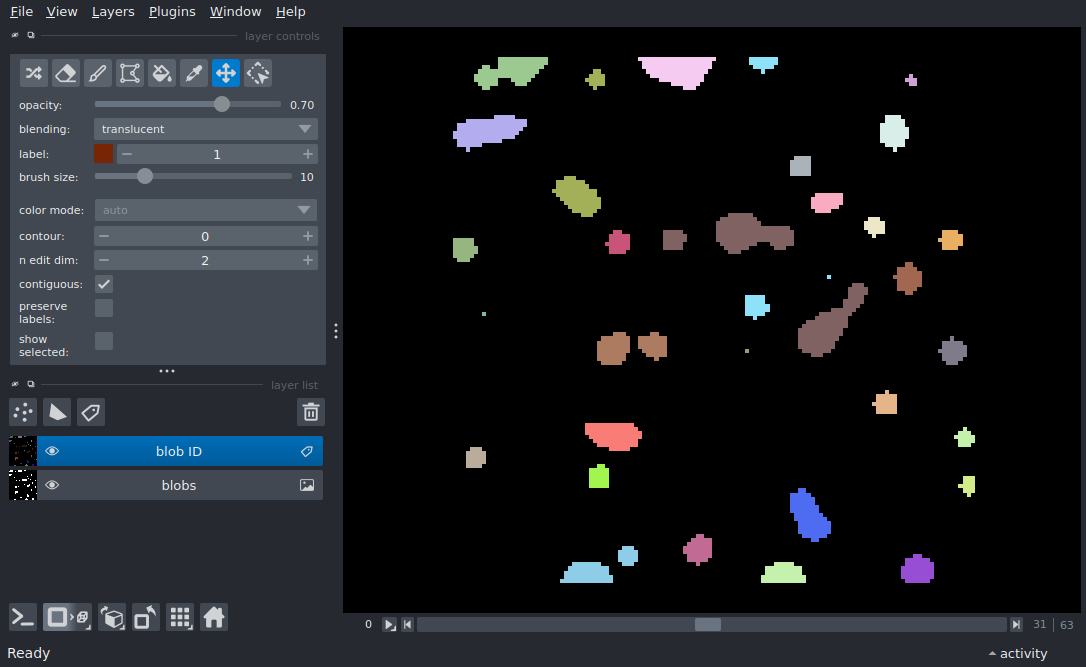 File View Layers Plugins Window Help
layer controls
opacity: 0.70
blending: translucent
label: 1
brush size: 10
color mode: auto
contour: 0
n edit dim: 2
contiguous:
preserve
labels:
show
selected:
layer list
blob ID
blobs
0 31 63
Ready activity